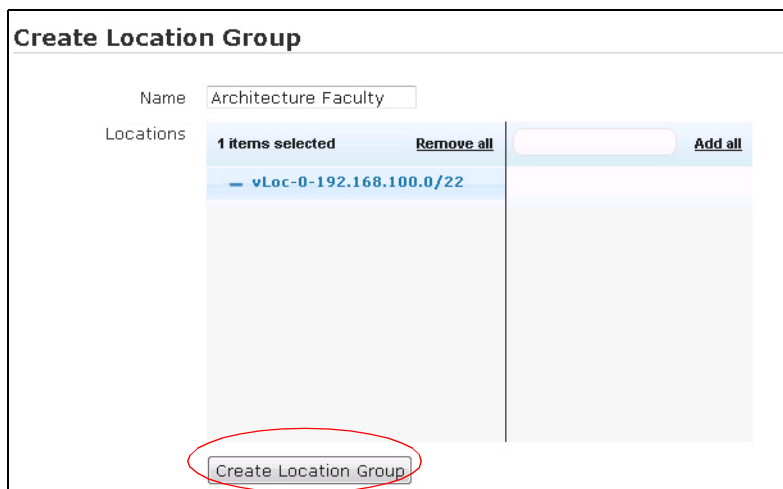 Create Location Group
Name Architecture Faculty
Locations 1 items selected Remove all Add all
vLoc-0-192.168.100.0/22
Create Location Group